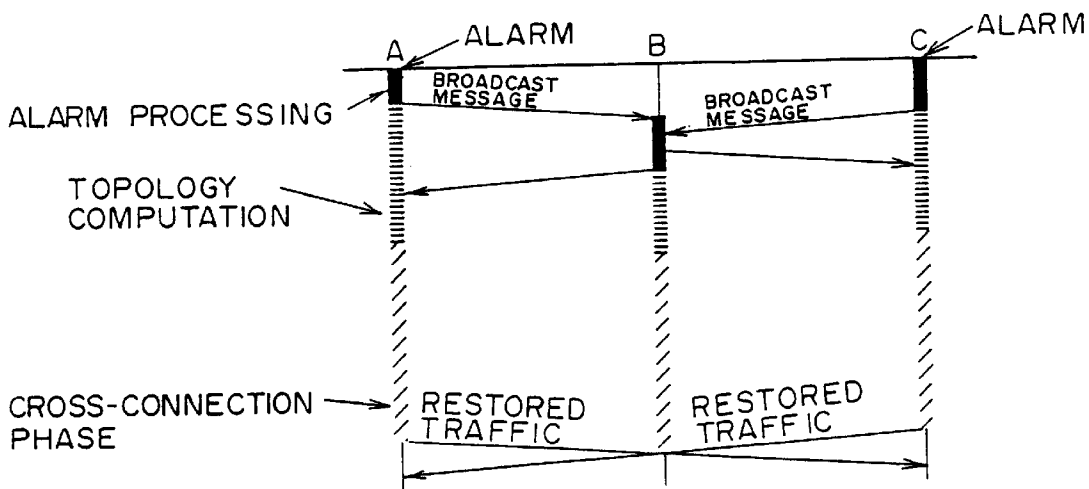 A
ALARM
B
C
ALARM
BROADCAST
MESSAGE
BROADCAST
MESSAGE
ALARM PROCESSING
TOPOLOGY
COMPUTATION
CROSS-CONNECTION
PHASE
RESTORED
TRAFFIC
RESTORED
TRAFFIC